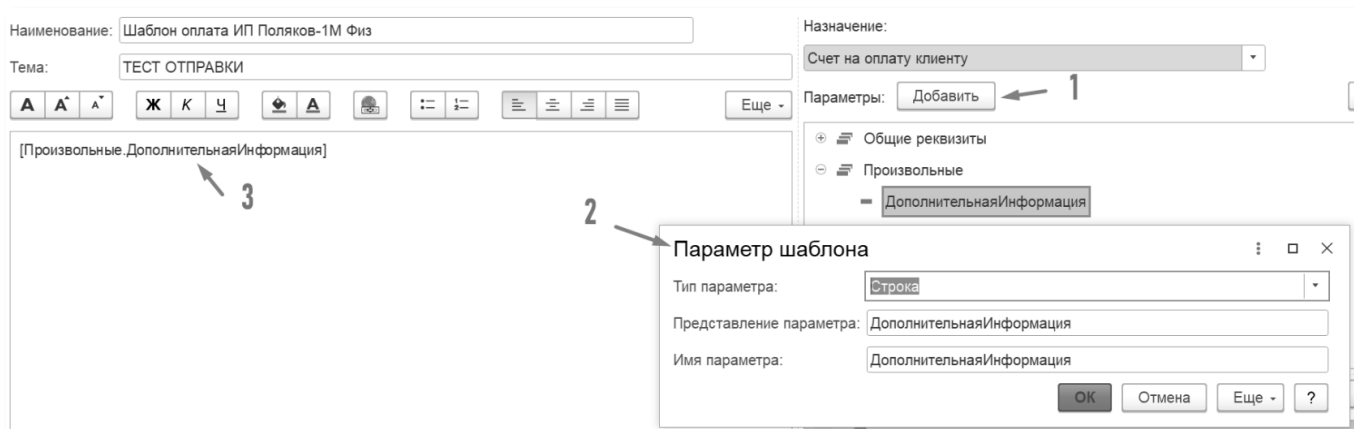 Наименование: Шаблон оплата ИП Поляков-1М Физ
Тема: ТЕСТ ОТПРАВКИ
А А А Ж К Ч А Еще
[Произвольные.ДополнительнаяИнформация]
3
Назначение:
Счет на оплату клиенту
Параметры: Добавить 1
Общие реквизиты
Произвольные
ДополнительнаяИнформация
2
Параметр шаблона
Тип параметра: Строка
Представление параметра: ДополнительнаяИнформация
Имя параметра: ДополнительнаяИнформация
ОК Отмена Еще ?